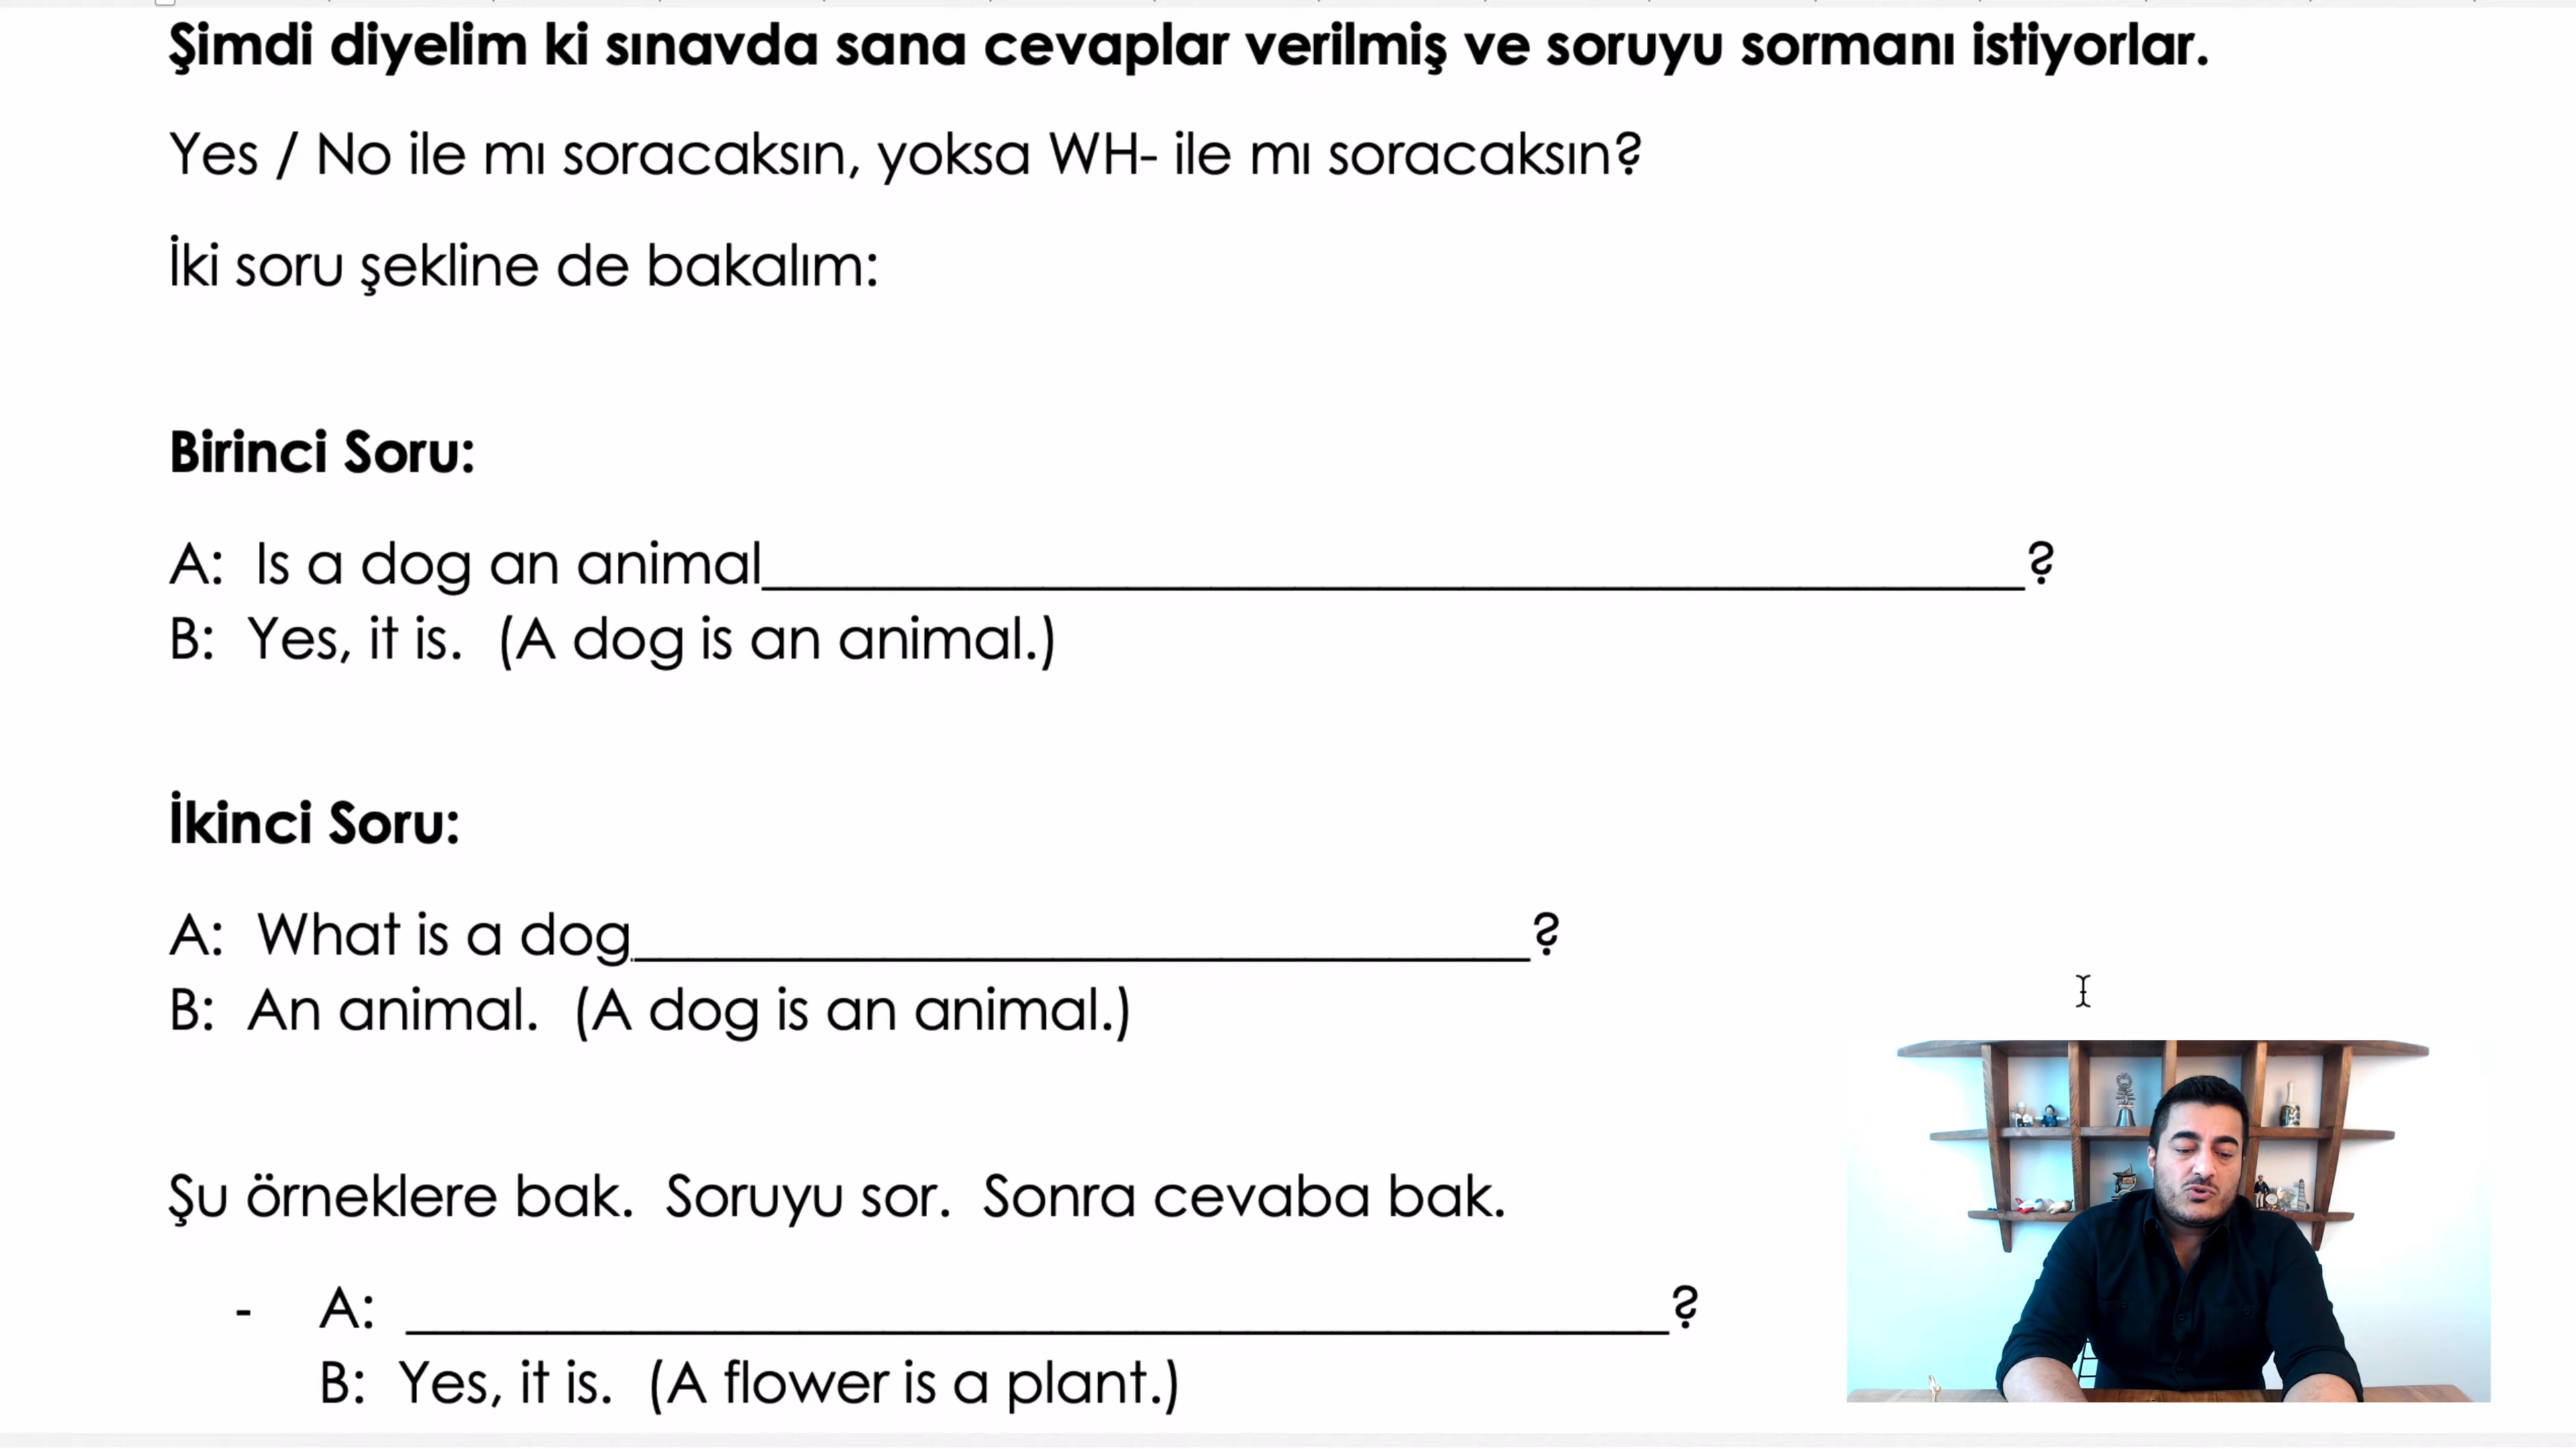 Şimdi diyelim ki sınavda sana cevaplar verilmiş ve soruyu sormanı istiyorlar.
Yes / No ile mı soracaksın, yoksa WH- ile mı soracaksın?
İki soru şekline de bakalım:
Birinci Soru:
A: Is a dog an animal____________________?
B: Yes, it is. (A dog is an animal.)
İkinci Soru:
A: What is a dog____________________?
B: An animal. (A dog is an animal.)
Şu örneklere bak. Soruyu sor. Sonra cevaba bak.
- A: ____________________?
B: Yes, it is. (A flower is a plant.)